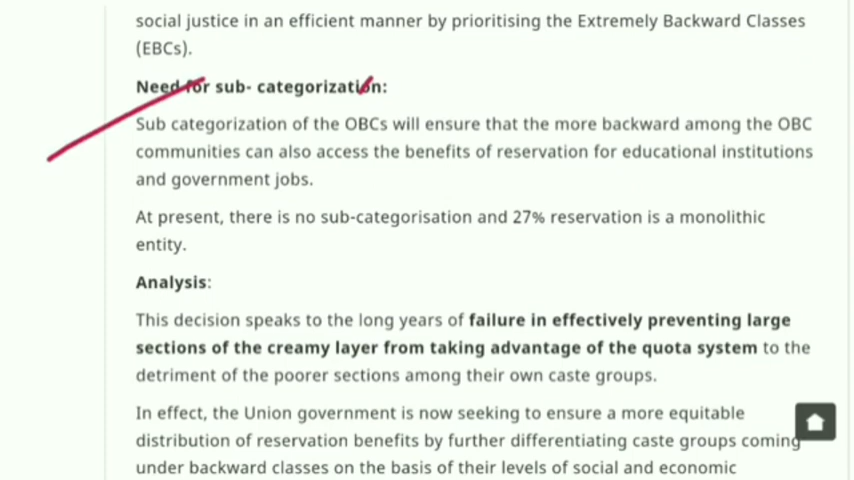 social justice in an efficient manner by prioritising the Extremely Backward Classes
(EBCs).
Need for sub- categorization:
Sub categorization of the OBCs will ensure that the more backward among the OBC
communities can also access the benefits of reservation for educational institutions
and government jobs.
At present, there is no sub-categorisation and 27% reservation is a monolithic
entity.
Analysis:
This decision speaks to the long years of failure in effectively preventing large
sections of the creamy layer from taking advantage of the quota system to the
detriment of the poorer sections among their own caste groups.
In effect, the Union government is now seeking to ensure a more equitable
distribution of reservation benefits by further differentiating caste groups coming
under backward classes on the basis of their levels of social and economic